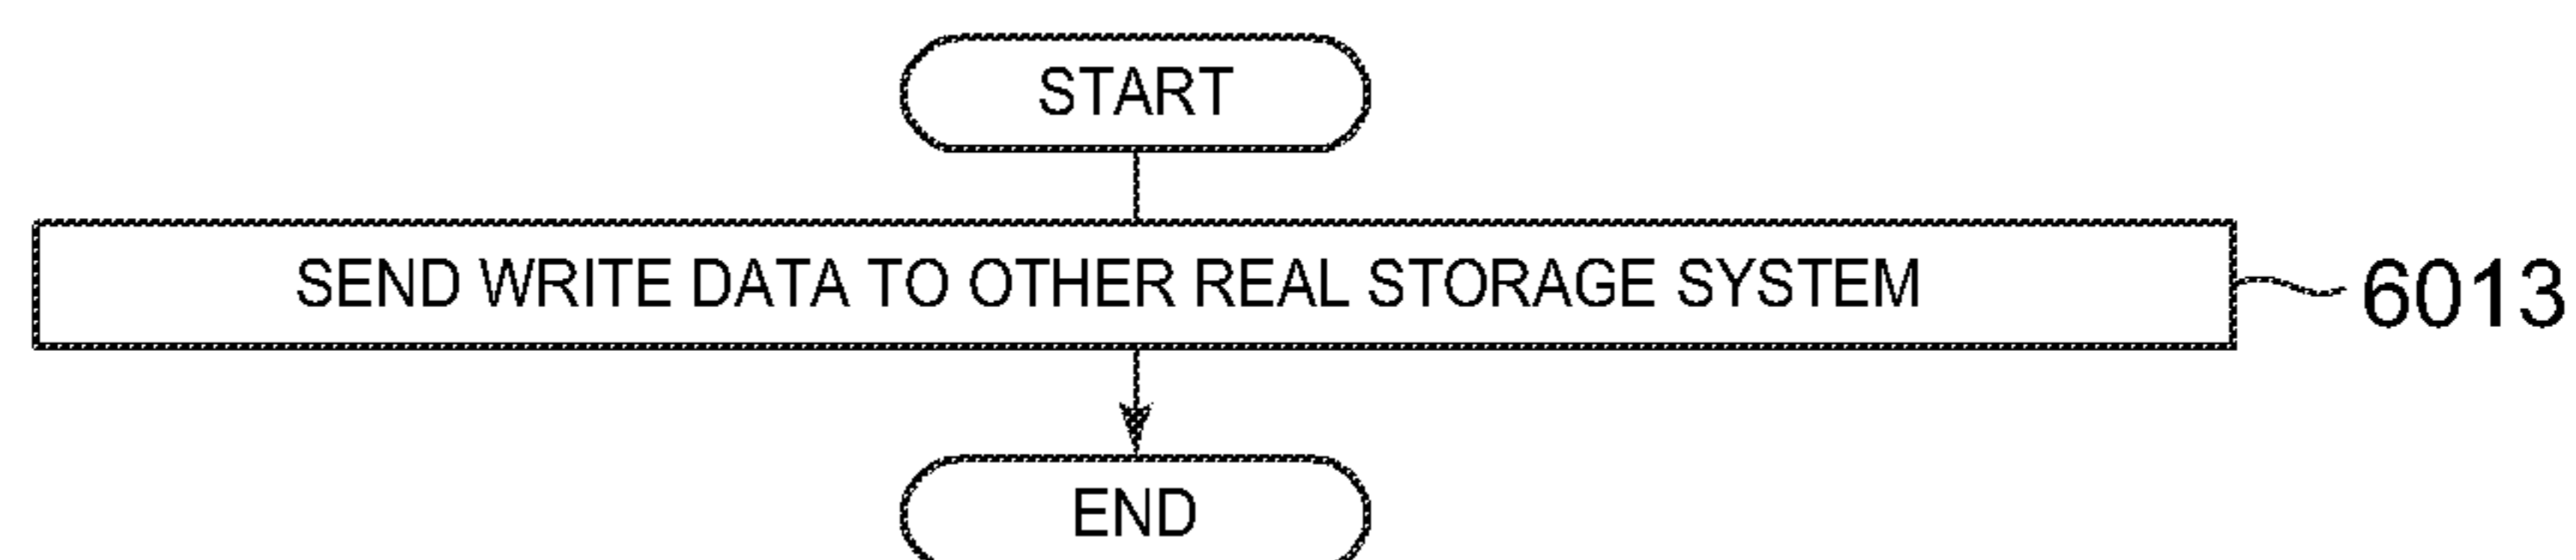 START
SEND WRITE DATA TO OTHER REAL STORAGE SYSTEM
6013
END